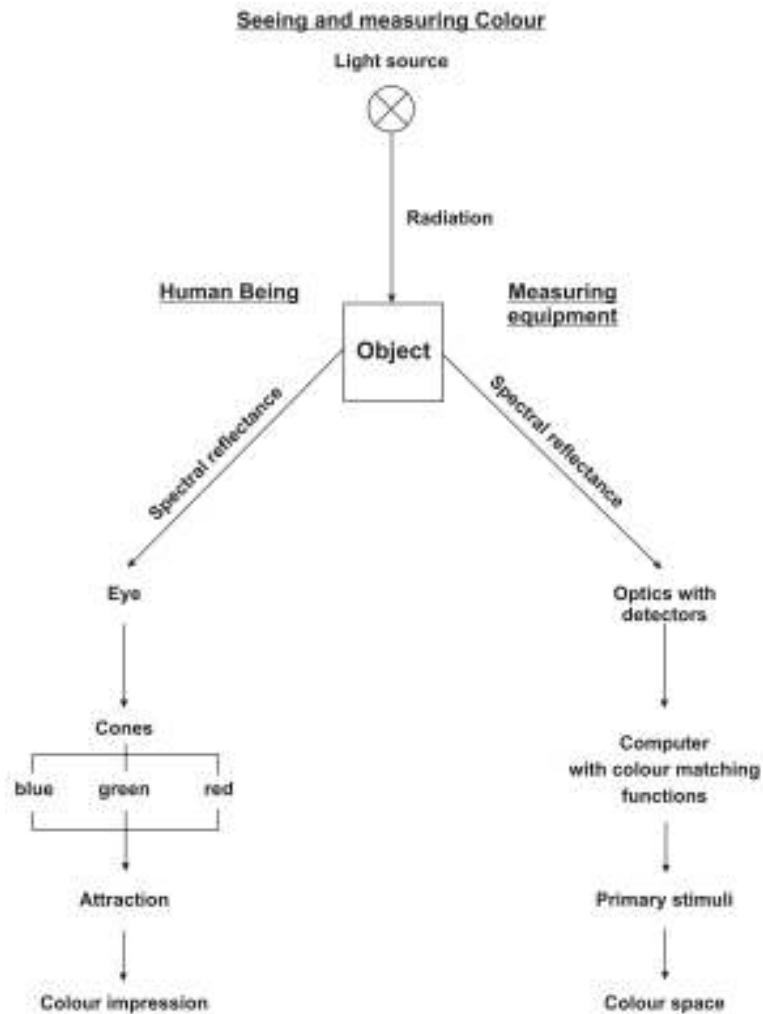 Seeing and measuring Colour
Light source
Radiation
Human Being
Measuring
equipment
Object
Spectral reflectance
Spectral reflectance
Eye
Optics with
detectors
Cones
blue green red
Computer
with colour matching
functions
Attraction
Primary stimuli
Colour impression
Colour space